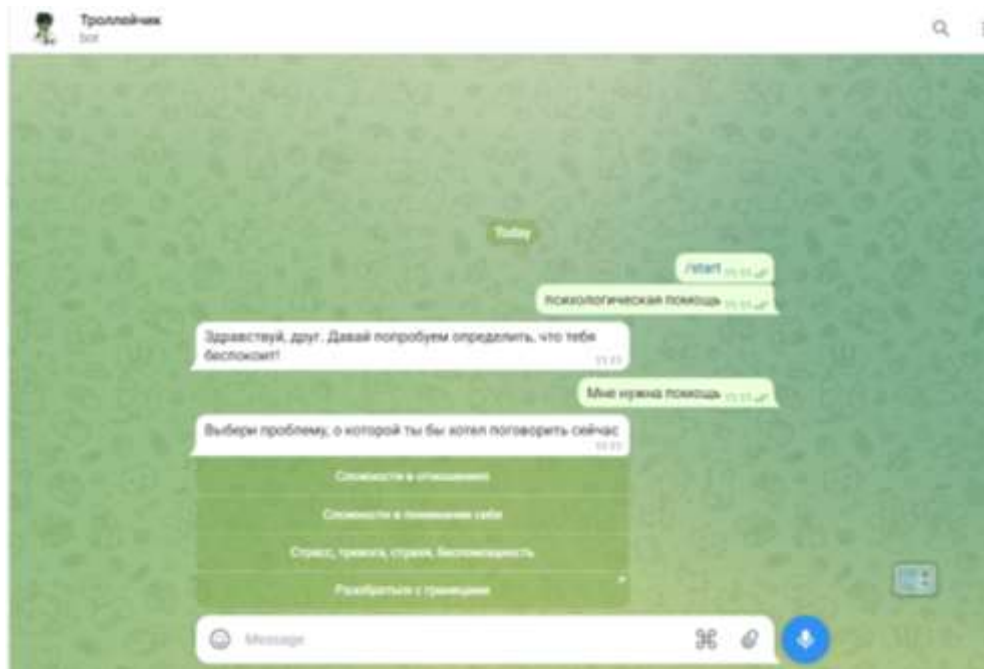 Троллейчик
bot
Today
/start
психологическая помощь
Здравствуй, друг. Давай попробуем определить, что тебя
беспокоит!
Мне нужна помощь
Выбери проблему, о которой ты бы хотел поговорить сейчас
Сложности в отношениях
Сложности в понимании себя
Стресс, тревога, страхи, беспомощность
Разобраться с границами
Message